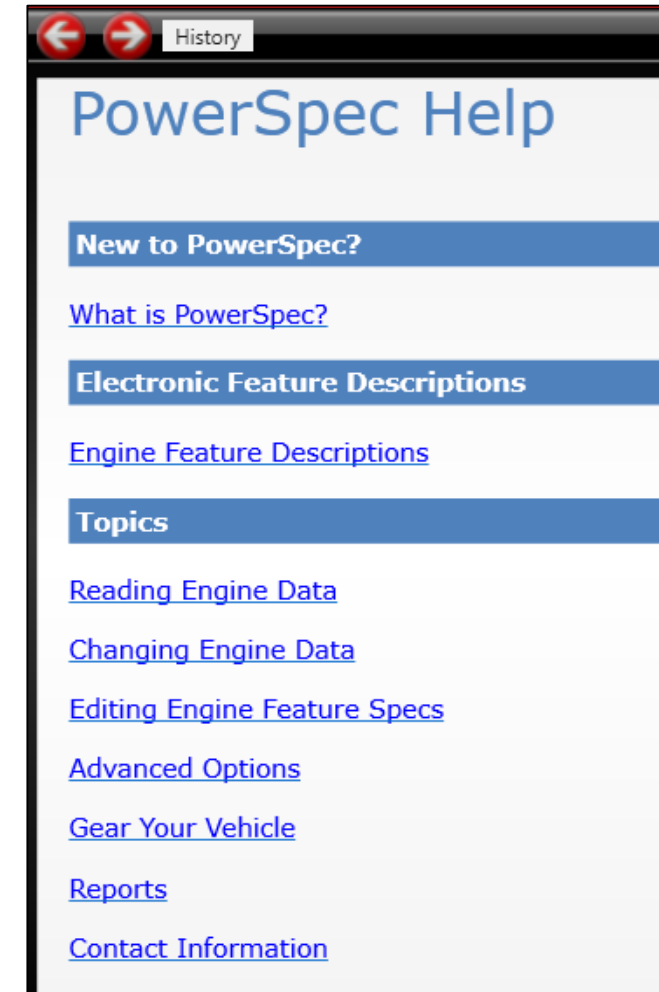 History
PowerSpec Help
New to PowerSpec?
What is PowerSpec?
Electronic Feature Descriptions
Engine Feature Descriptions
Topics
Reading Engine Data
Changing Engine Data
Editing Engine Feature Specs
Advanced Options
Gear Your Vehicle
Reports
Contact Information